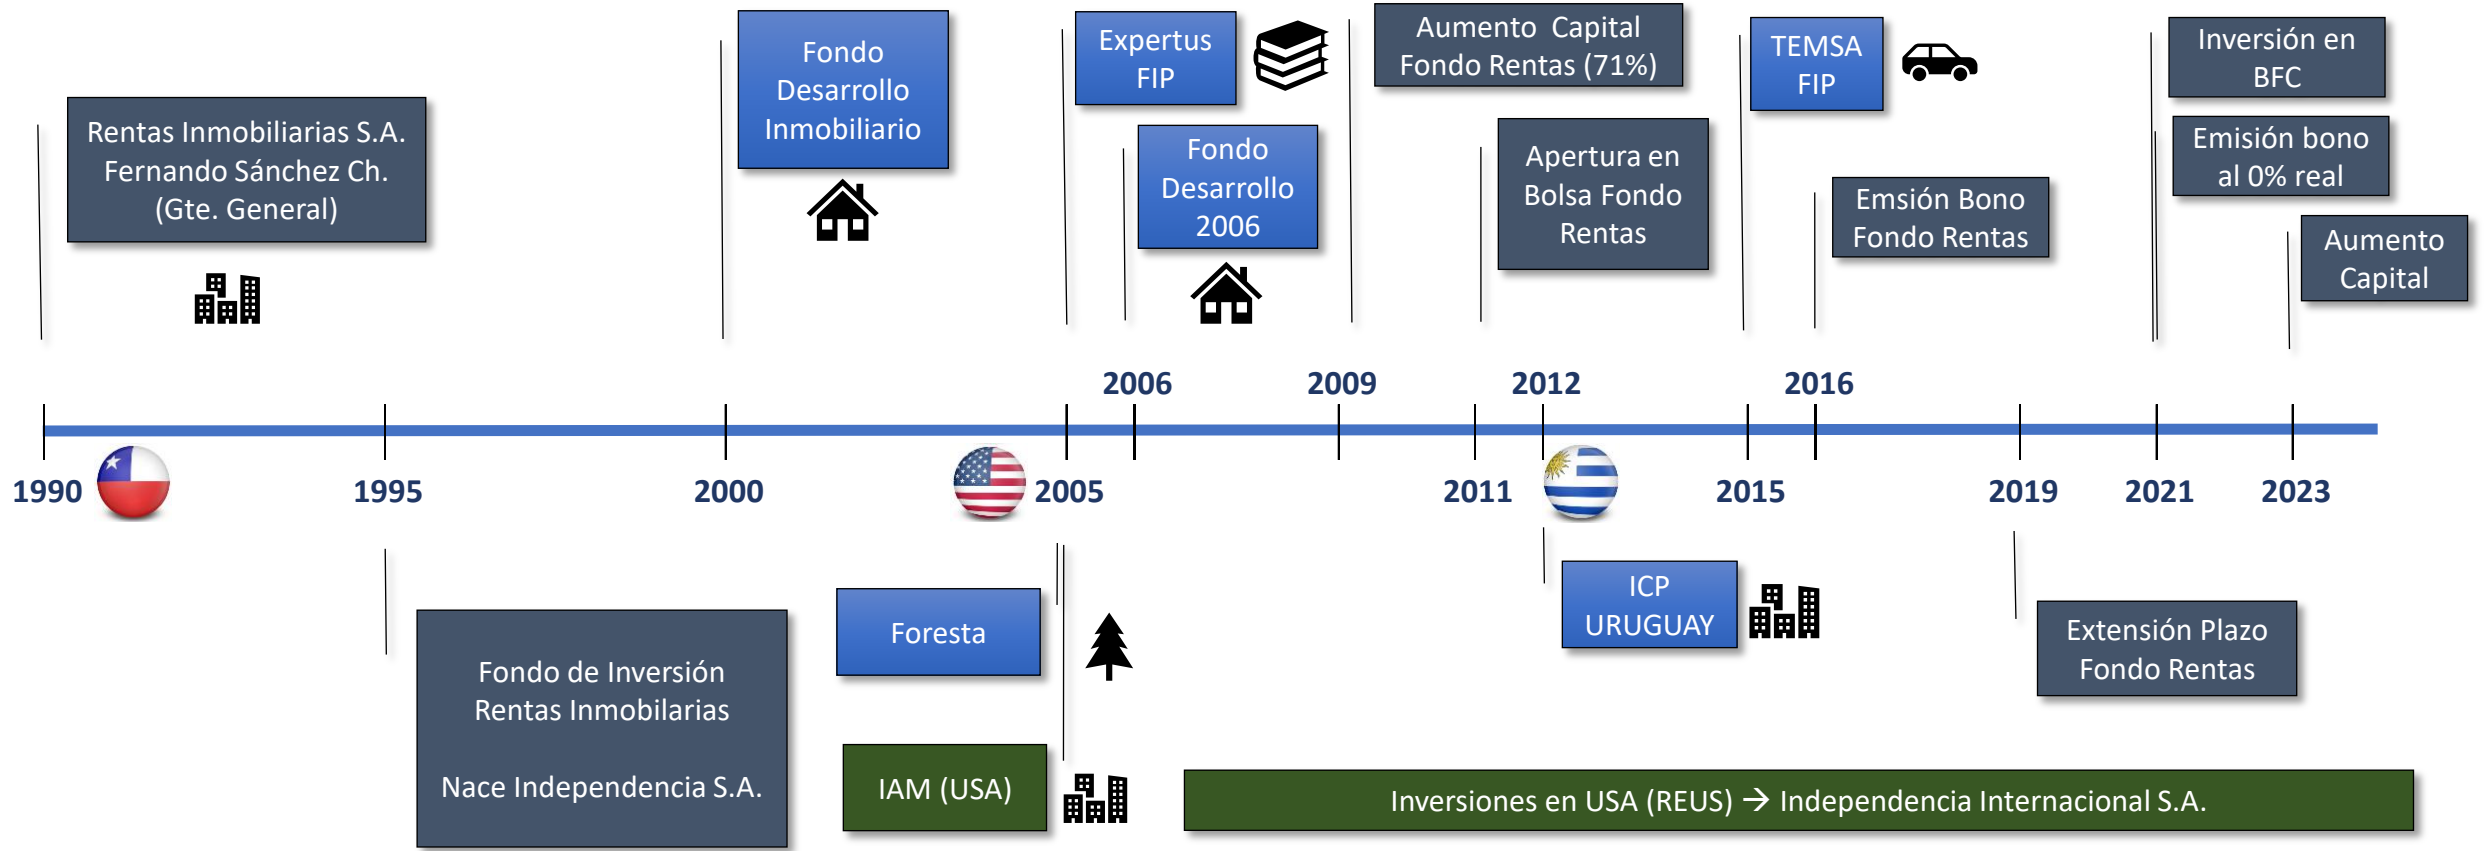 Rentas Inmobiliarias S.A.
Fernando Sánchez Ch.
(Gte. General)
Fondo
Desarrollo
Inmobiliario
Expertus
FIP
Fondo
Desarrollo
2006
Aumento Capital
Fondo Rentas (71%)
Apertura en
Bolsa Fondo
Rentas
TEMSA
FIP
Emsión Bono
Fondo Rentas
Inversión en
BFC
Emisión bono
al 0% real
Aumento
Capital
2006
2009
2012
2016
1990
1995
2000
2005
2011
2015
2019
2021
2023
Fondo de Inversión
Rentas Inmobilarias
Nace Independencia S.A.
Foresta
IAM (USA)
ICP
URUGUAY
Extensión Plazo
Fondo Rentas
Inversiones en USA (REUS) → Independencia Internacional S.A.